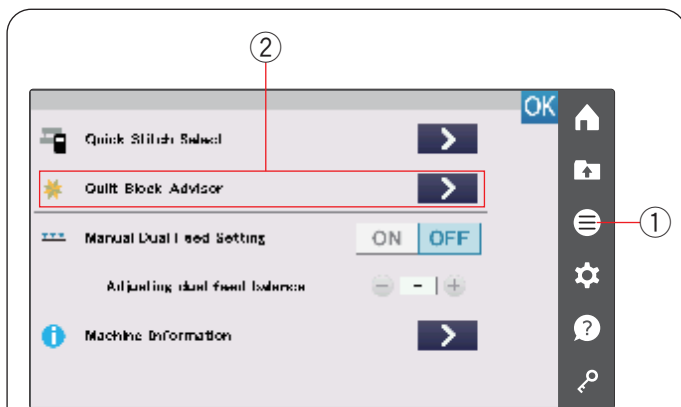 ②
OK
Quick Stitch Select
Quilt Block Advisor
①
Manual Dual Feed Setting ON OFF
Adjusting dual feed balance - - +
Machine Information